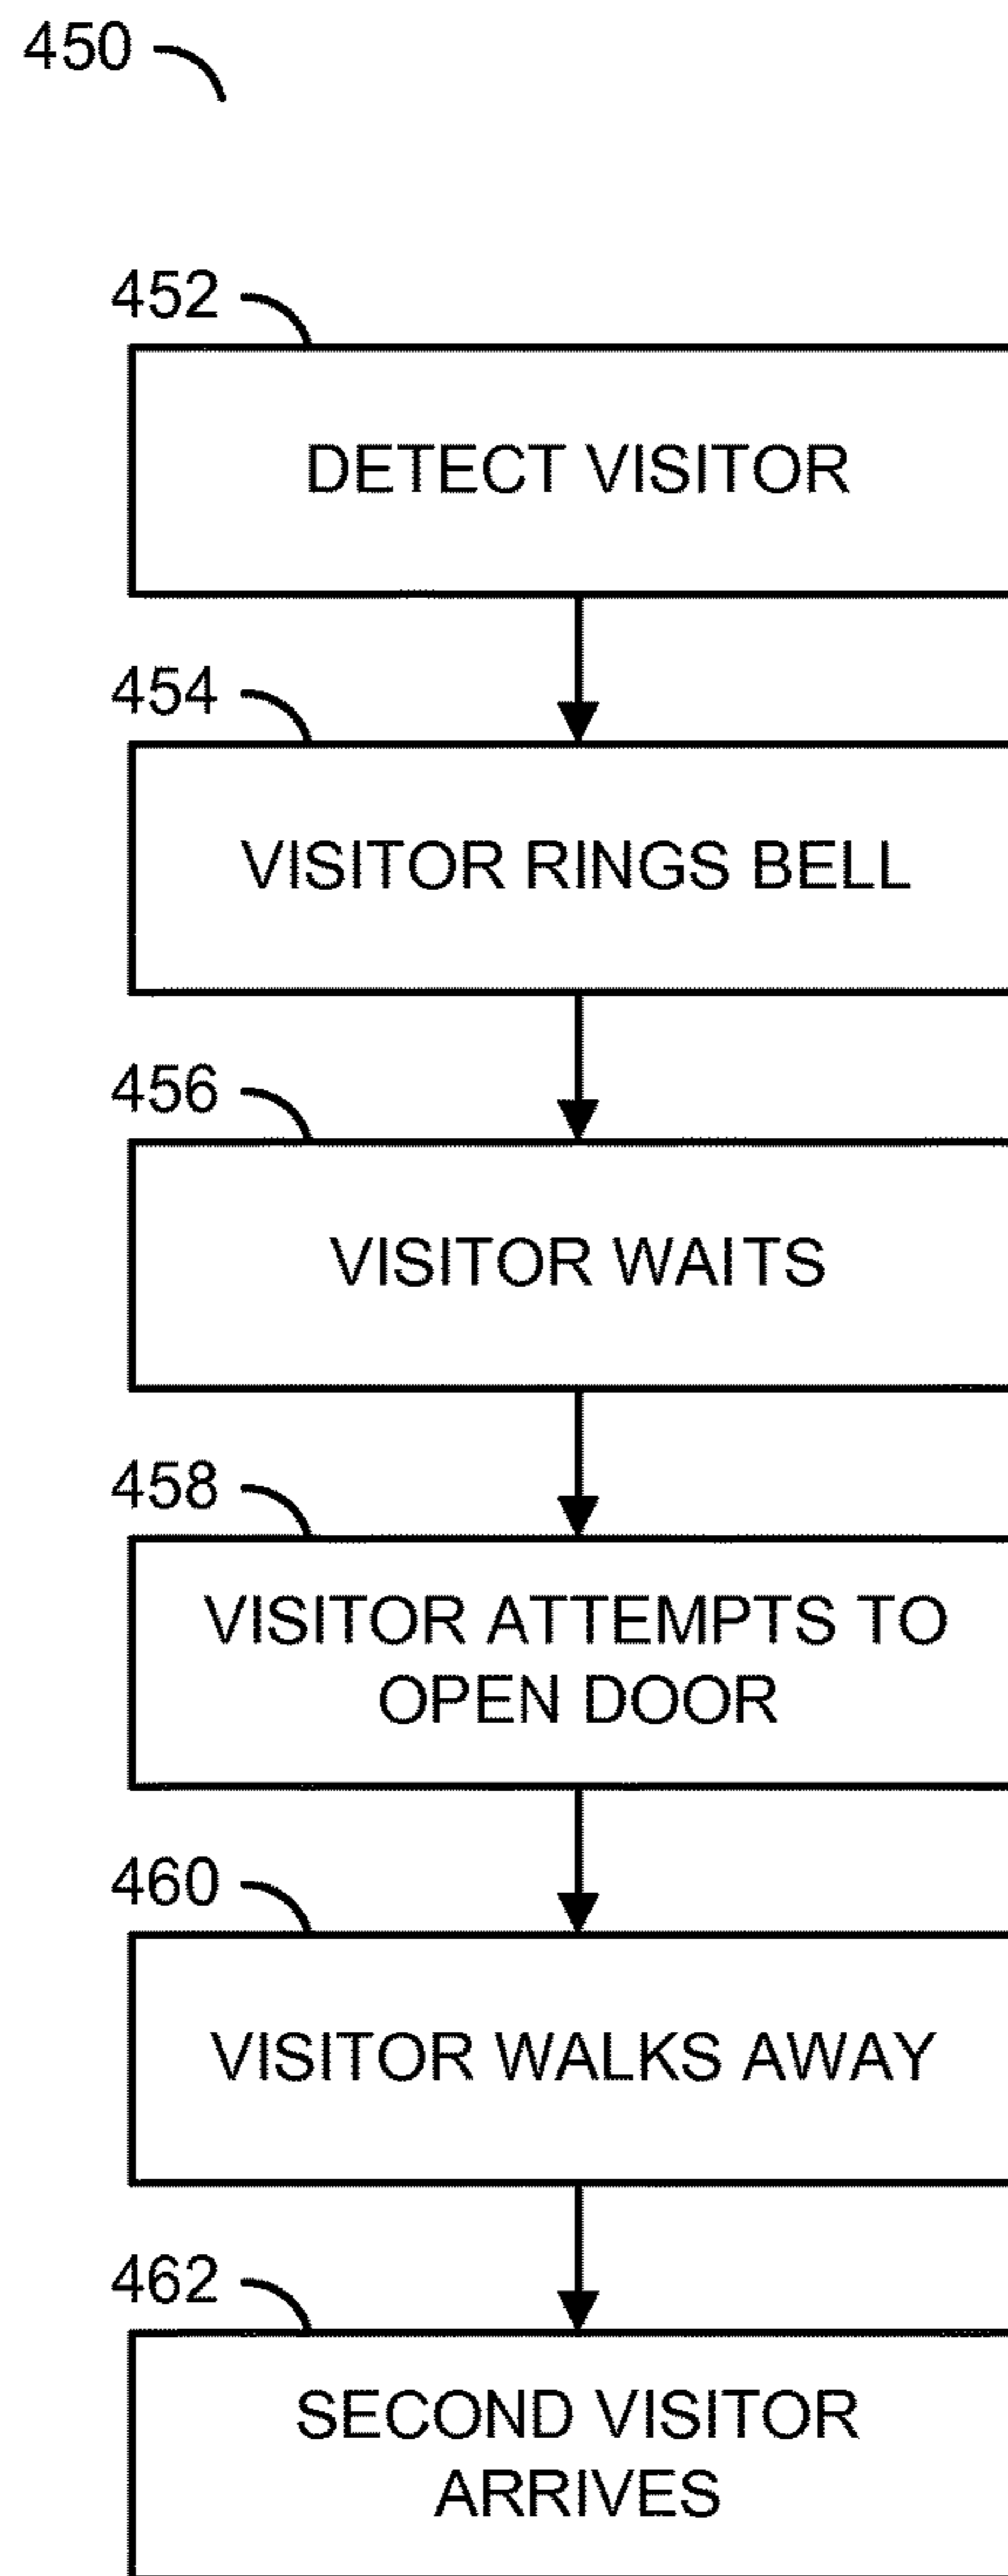 450
452
DETECT VISITOR
454
VISITOR RINGS BELL
456
VISITOR WAITS
458
VISITOR ATTEMPTS TO
OPEN DOOR
460
VISITOR WALKS AWAY
462
SECOND VISITOR
ARRIVES